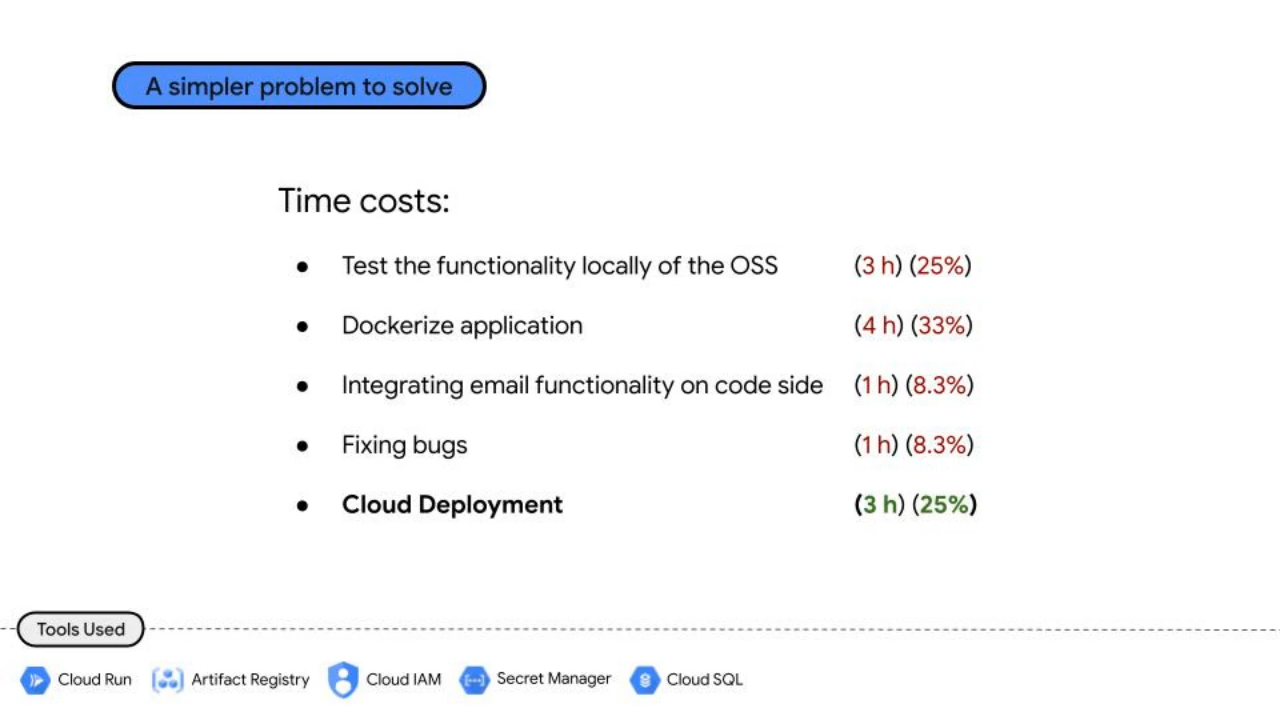 A simpler problem to solve
Time costs:
● Test the functionality locally of the OSS (3 h) (25%)
● Dockerize application (4 h) (33%)
● Integrating email functionality on code side (1 h) (8.3%)
● Fixing bugs (1 h) (8.3%)
● Cloud Deployment (3 h) (25%)
Tools Used
Cloud Run Artifact Registry Cloud IAM Secret Manager Cloud SQL